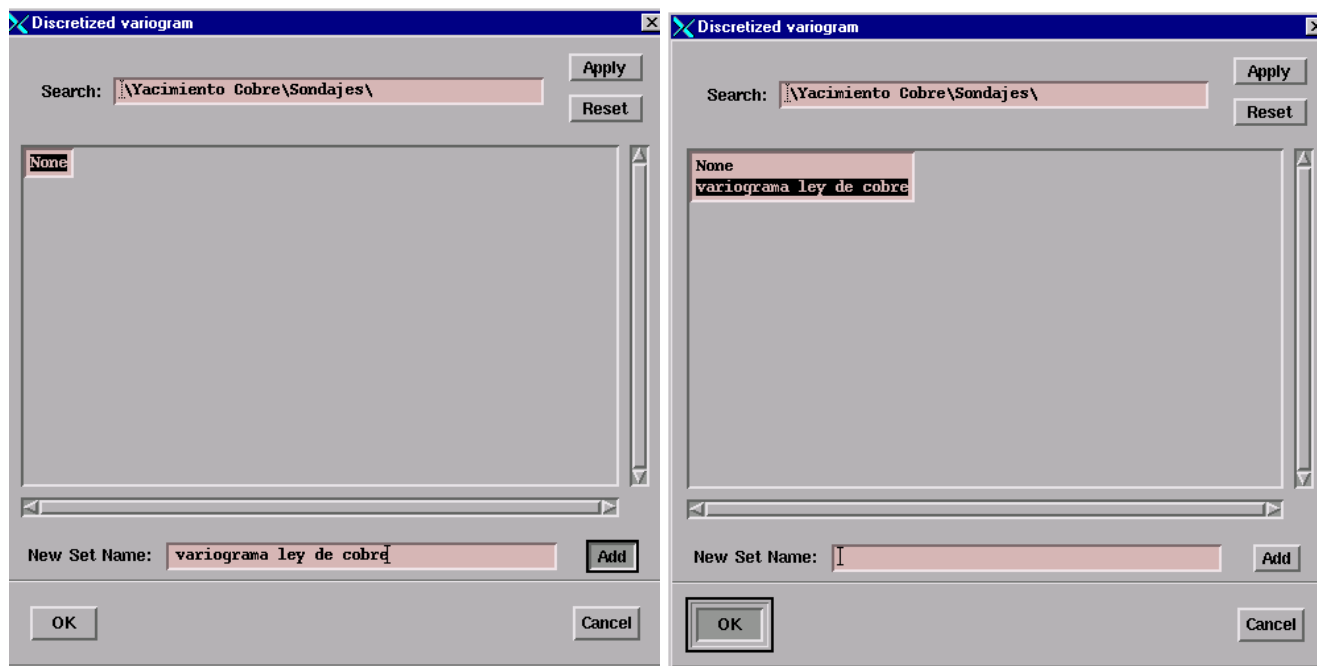 Discretized variogram
Search: \Yacimiento Cobre\Sondajes\
Apply
Reset
None
New Set Name: variograma ley de cobre
Add
OK
Cancel
Discretized variogram
Search: \Yacimiento Cobre\Sondajes\
Apply
Reset
None
variograma ley de cobre
New Set Name:
Add
OK
Cancel